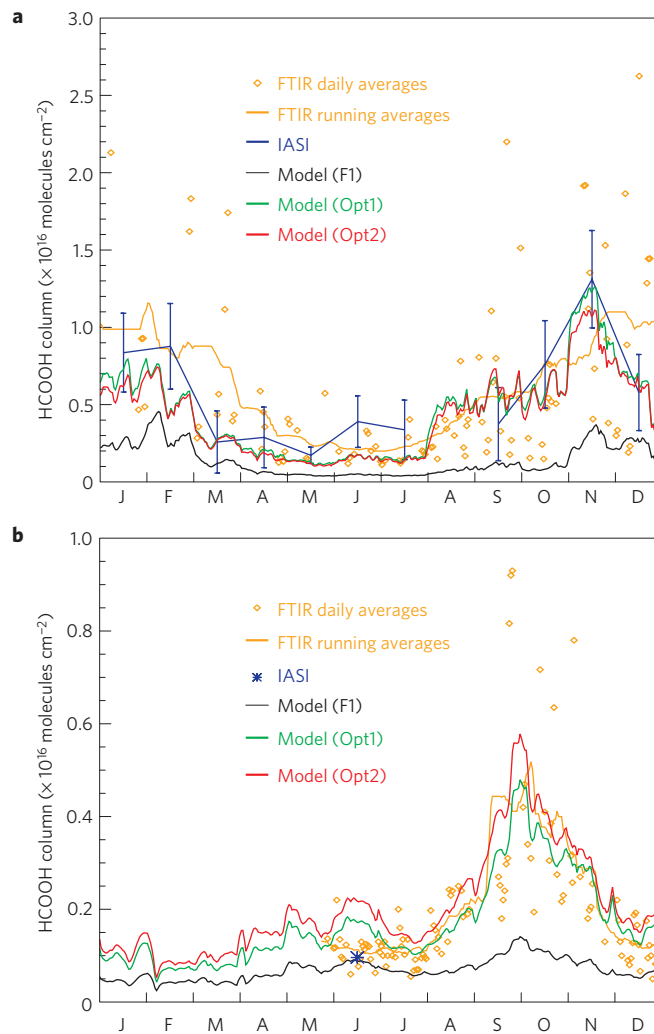 a
3.0
2.5
2.0
1.5
1.0
0.5
0
HCOOH column (× 10¹⁶ molecules cm⁻²)
FTIR daily averages
FTIR running averages
IASI
Model (F1)
Model (Opt1)
Model (Opt2)
J F M A M J J A S O N D
b
1.0
0.8
0.6
0.4
0.2
0
HCOOH column (× 10¹⁶ molecules cm⁻²)
FTIR daily averages
FTIR running averages
IASI
Model (F1)
Model (Opt1)
Model (Opt2)
J F M A M J J A S O N D